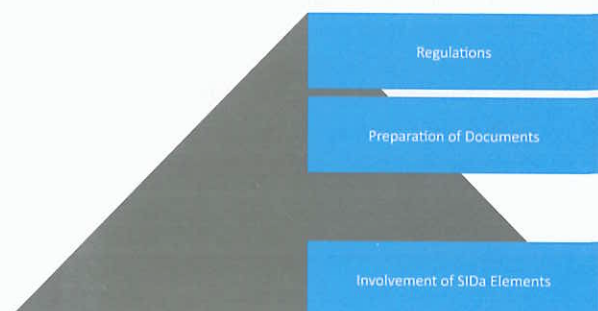 Regulations
Preparation of Documents
Involvement of SIDa Elements